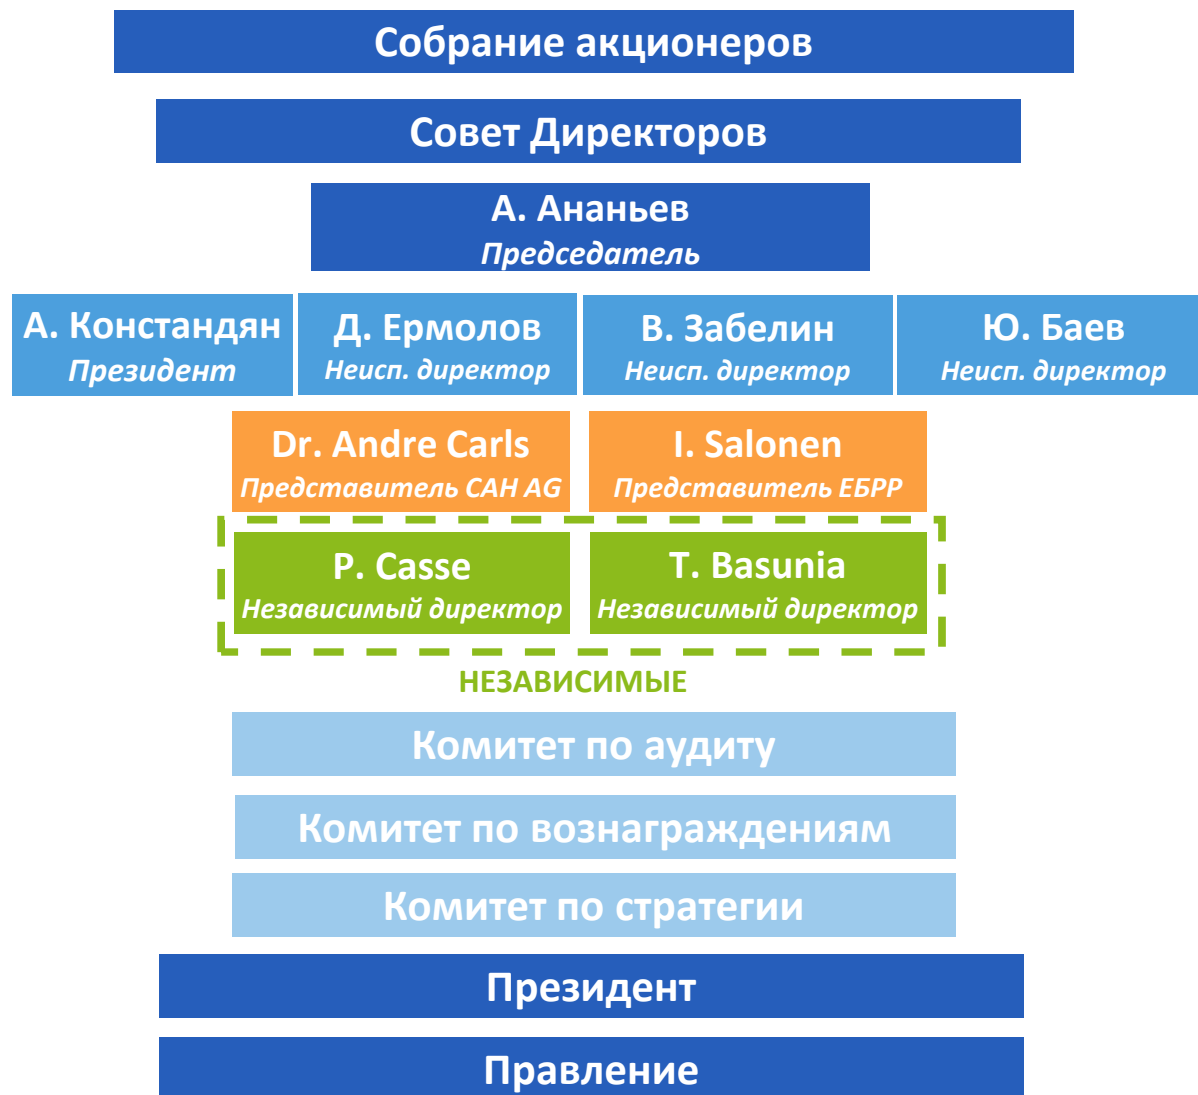 Собрание акционеров
Совет Директоров
А. Ананьев
Председатель
А. Констандян
Президент
Д. Ермолов
Неисп. директор
В. Забелин
Неисп. директор
Ю. Баев
Неисп. директор
Dr. Andre Carls
Представитель CAH AG
I. Salonen
Представитель ЕБРР
P. Casse
Независимый директор
T. Basunia
Независимый директор
НЕЗАВИСИМЫЕ
Комитет по аудиту
Комитет по вознаграждениям
Комитет по стратегии
Президент
Правление